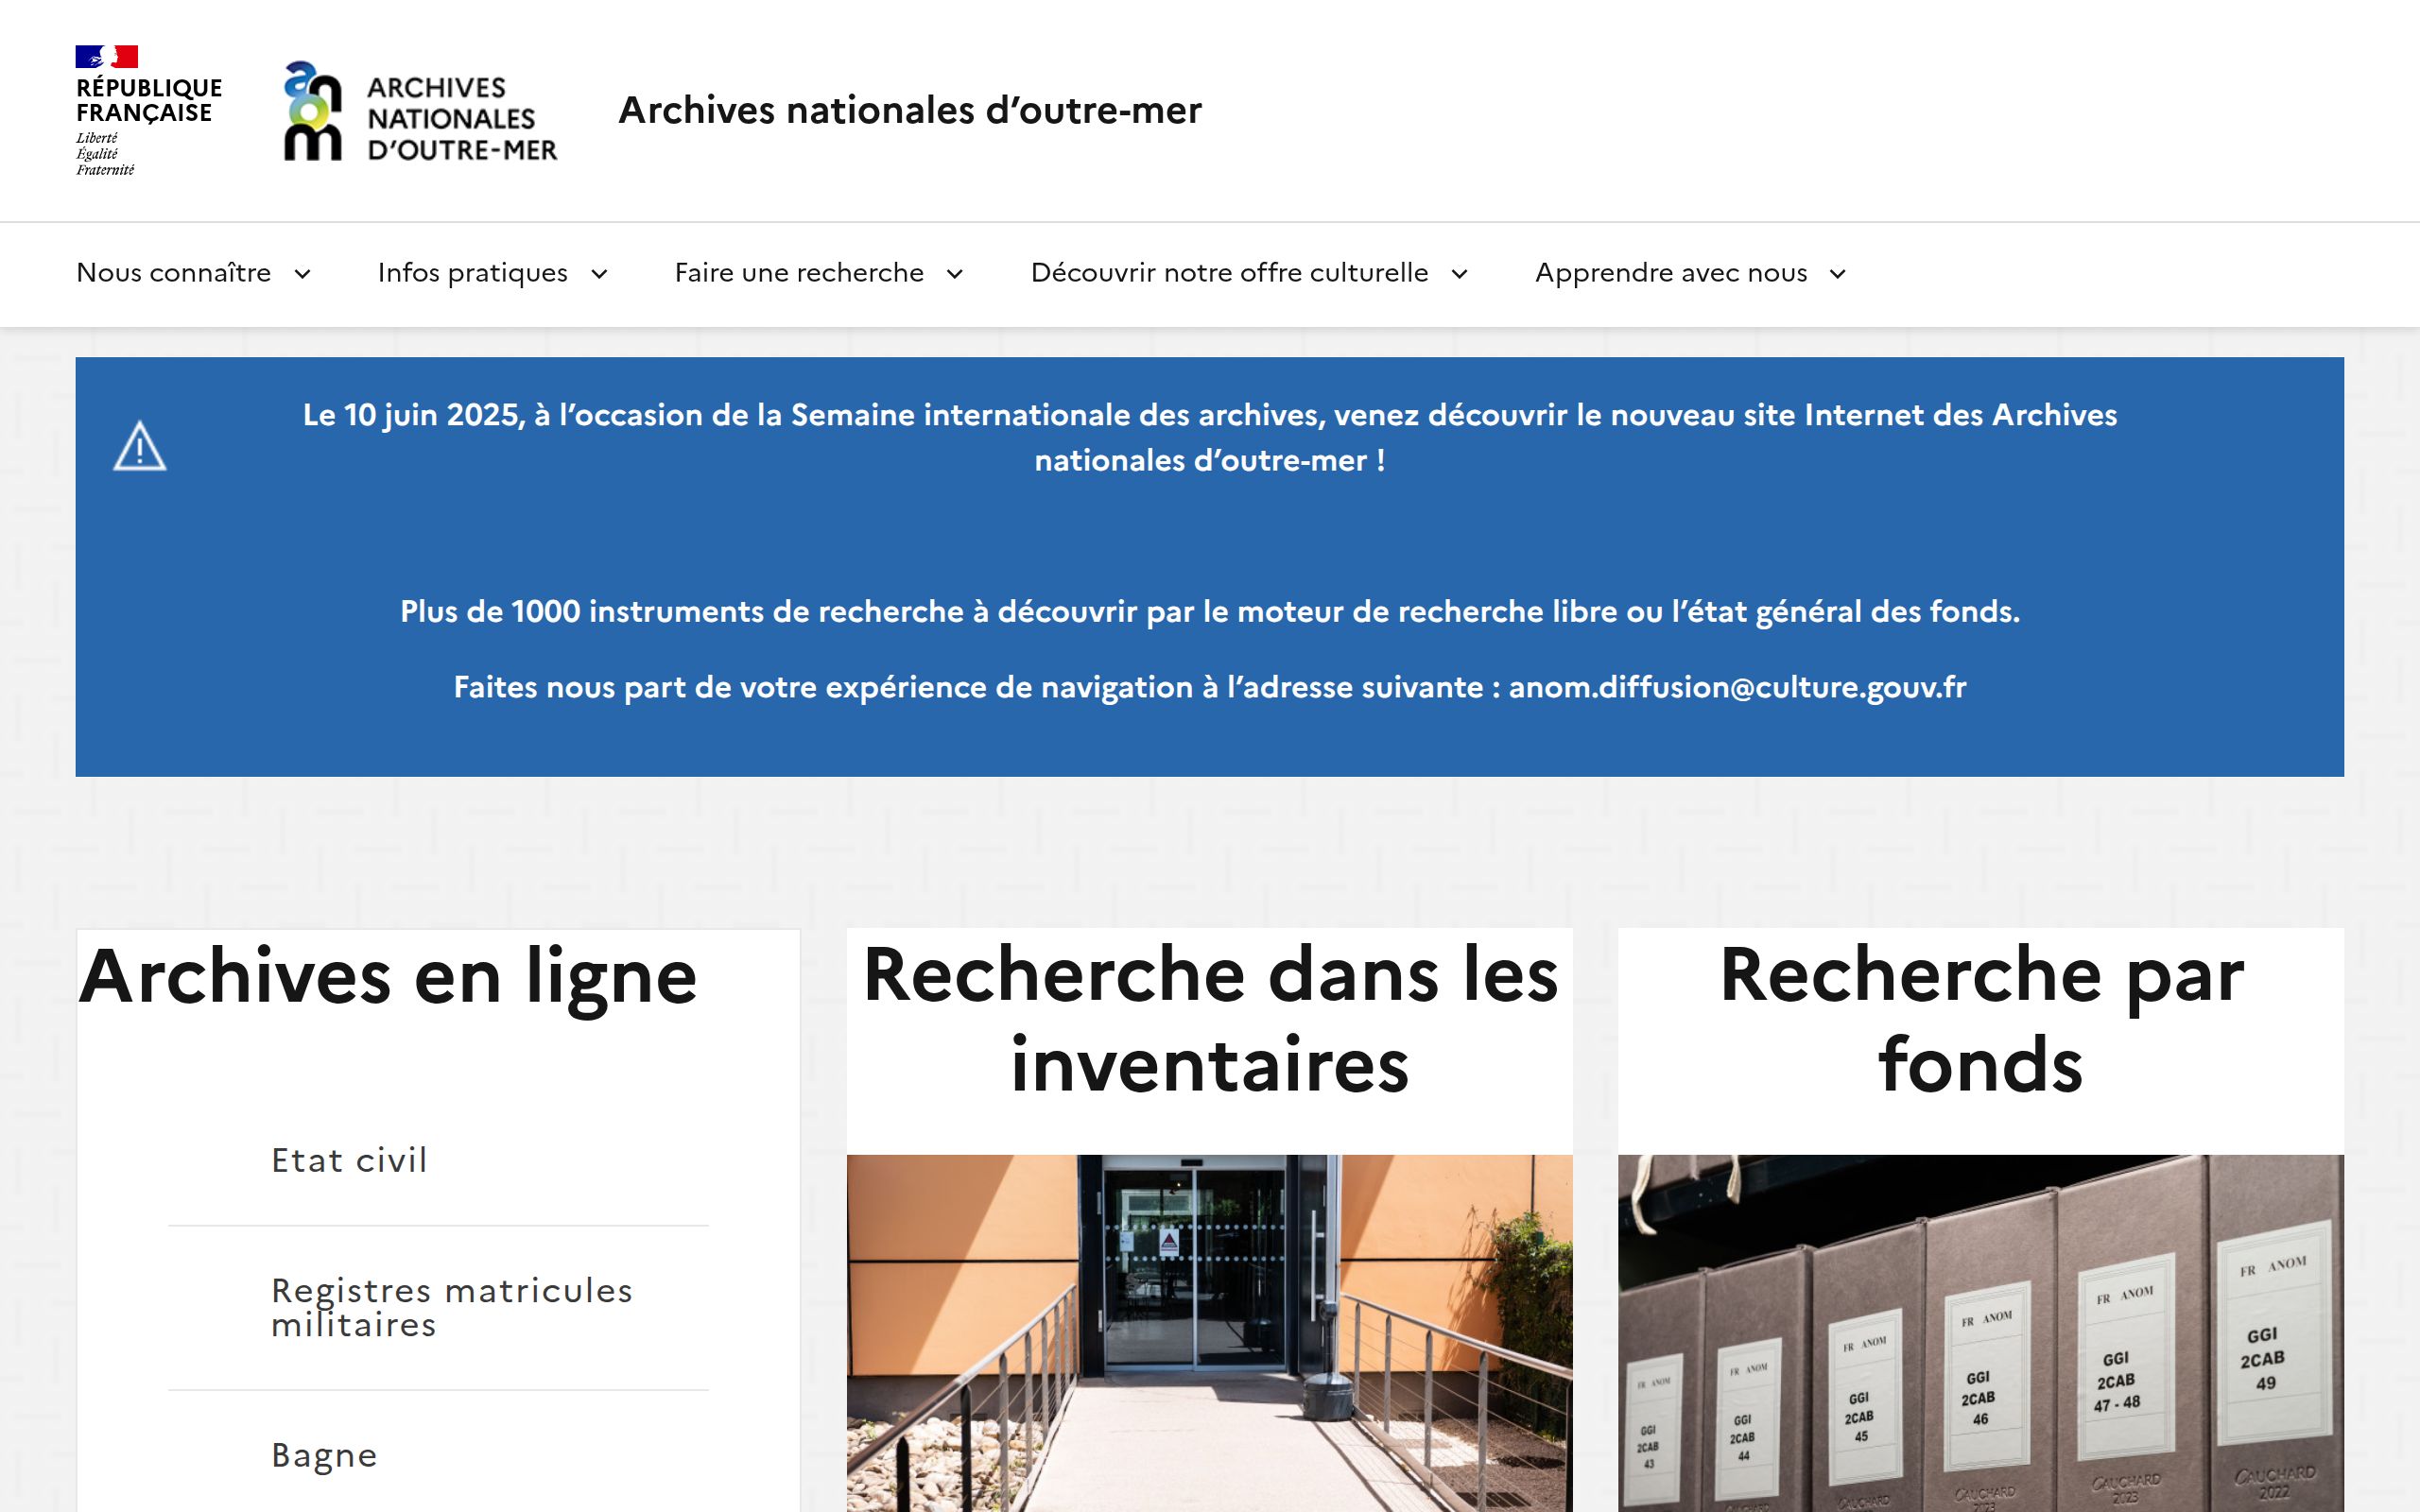 RÉPUBLIQUE
FRANÇAISE
Liberté
Égalité
Fraternité
ARCHIVES
NATIONALES
D'OUTRE-MER
Archives nationales d’outre-mer
Nous connaître
Infos pratiques
Faire une recherche
Découvrir notre offre culturelle
Apprendre avec nous
Le 10 juin 2025, à l’occasion de la Semaine internationale des archives, venez découvrir le nouveau site Internet des Archives
nationales d’outre-mer !
Plus de 1000 instruments de recherche à découvrir par le moteur de recherche libre ou l’état général des fonds.
Faites nous part de votre expérience de navigation à l’adresse suivante : anom.diffusion@culture.gouv.fr
Archives en ligne
Etat civil
Registres matricules
militaires
Bagne
Recherche dans les
inventaires
Recherche par
fonds
FR ANOM
GGI
2CAB
43
FR ANOM
GGI
2CAB
44
FR ANOM
GGI
2CAB
45
CAUCHARD
FR ANOM
GGI
2CAB
46
CAUCHARD
2023
FR ANOM
GGI
2CAB
47 - 48
CAUCHARD
2023
FR ANOM
GGI
2CAB
49
CAUCHARD
2022